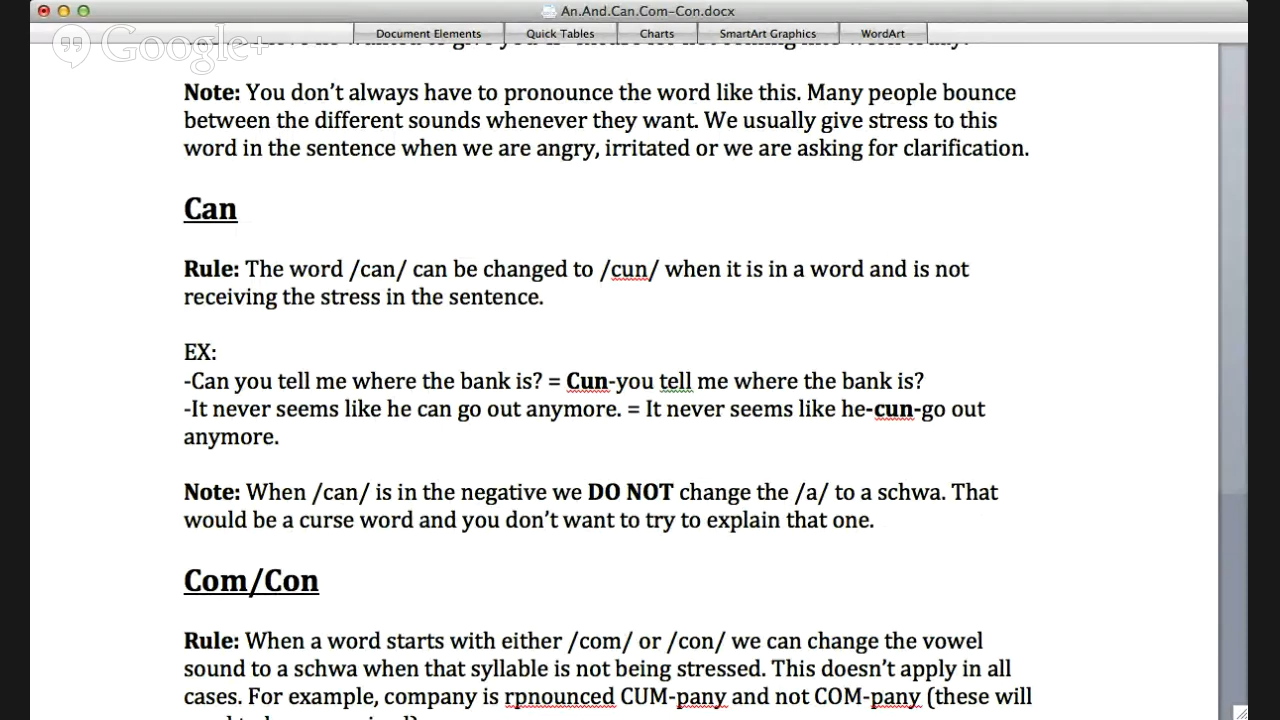 An.And.Can.Com-Con.docx
Google+
Document Elements Quick Tables Charts SmartArt Graphics WordArt
Note: You don't always have to pronounce the word like this. Many people bounce
between the different sounds whenever they want. We usually give stress to this
word in the sentence when we are angry, irritated or we are asking for clarification.
Can
Rule: The word /can/ can be changed to /cun/ when it is in a word and is not
receiving the stress in the sentence.
EX:
-Can you tell me where the bank is? = Cun-you tell me where the bank is?
-It never seems like he can go out anymore. = It never seems like he-cun-go out
anymore.
Note: When /can/ is in the negative we DO NOT change the /a/ to a schwa. That
would be a curse word and you don't want to try to explain that one.
Com/Con
Rule: When a word starts with either /com/ or /con/ we can change the vowel
sound to a schwa when that syllable is not being stressed. This doesn't apply in all
cases. For example, company is rpnounced CUM-pany and not COM-pany (these will